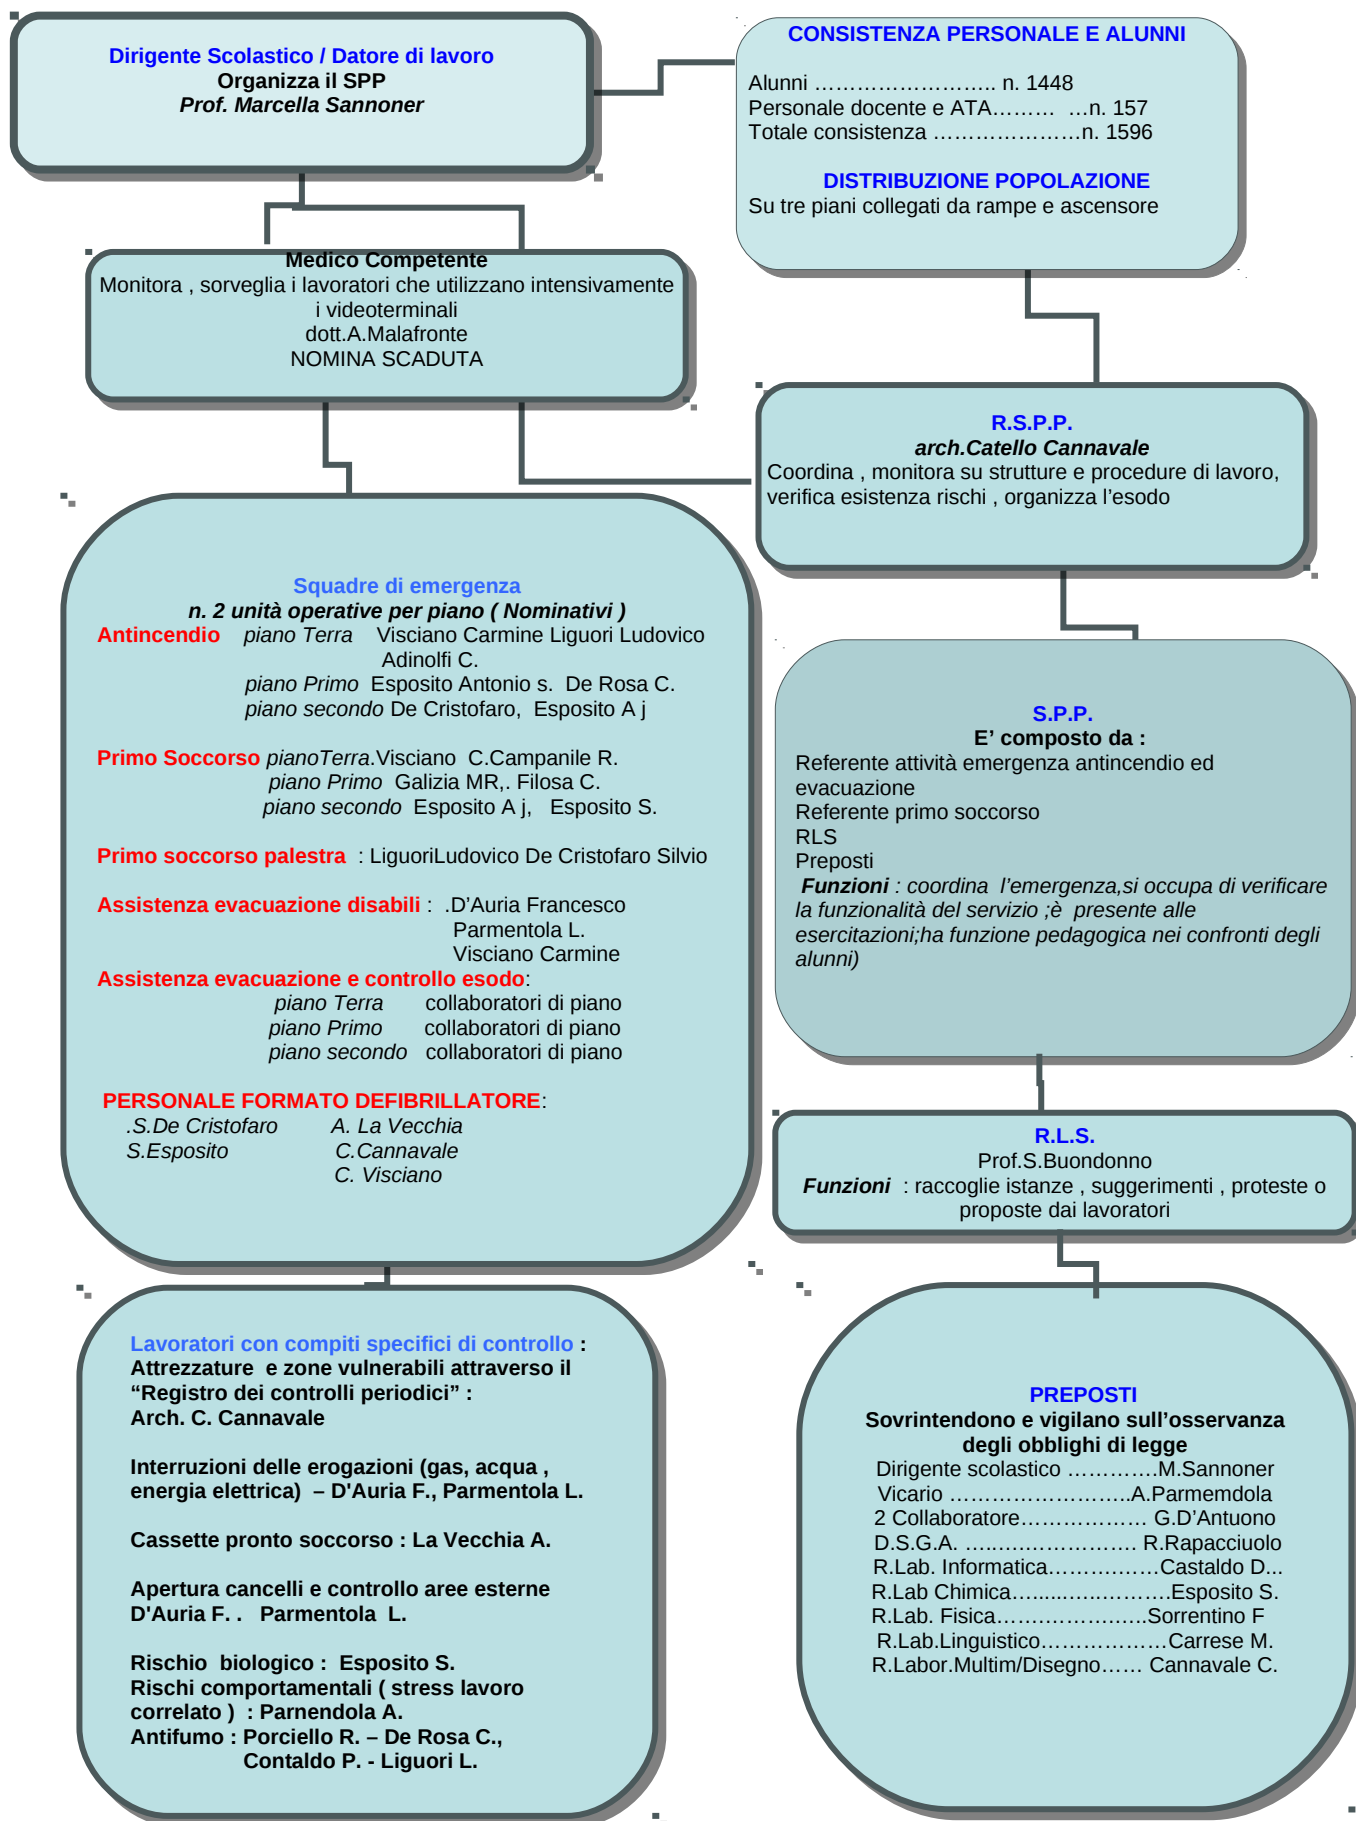 Dirigente Scolastico / Datore di lavoro
Organizza il SPP
Prof. Marcella Sannoner
CONSISTENZA PERSONALE E ALUNNI
Alunni …………………….. n. 1448
Personale docente e ATA……… …n. 157
Totale consistenza …………………n. 1596
DISTRIBUZIONE POPOLAZIONE
Su tre piani collegati da rampe e ascensore
Medico Competente
Monitora , sorveglia i lavoratori che utilizzano intensivamente
i videoterminali
dott.A.Malafronte
NOMINA SCADUTA
R.S.P.P.
arch.Catello Cannavale
Coordina , monitora su strutture e procedure di lavoro,
verifica esistenza rischi , organizza l’esodo
Squadre di emergenza
n. 2 unità operative per piano ( Nominativi )
Antincendio piano Terra Visciano Carmine Liguori Ludovico
Adinolfi C.
piano Primo Esposito Antonio s. De Rosa C.
piano secondo De Cristofaro, Esposito A j
Primo Soccorso pianoTerra.Visciano C.Campanile R.
piano Primo Galizia MR,. Filosa C.
piano secondo Esposito A j, Esposito S.
Primo soccorso palestra : LiguoriLudovico De Cristofaro Silvio
Assistenza evacuazione disabili : .D’Auria Francesco
Parmentola L.
Visciano Carmine
Assistenza evacuazione e controllo esodo:
piano Terra collaboratori di piano
piano Primo collaboratori di piano
piano secondo collaboratori di piano
PERSONALE FORMATO DEFIBRILLATORE:
.S.De Cristofaro A. La Vecchia
S.Esposito C.Cannavale
C. Visciano
S.P.P.
E’ composto da :
Referente attività emergenza antincendio ed
evacuazione
Referente primo soccorso
RLS
Preposti
Funzioni : coordina l’emergenza,si occupa di verificare
la funzionalità del servizio ;è presente alle
esercitazioni;ha funzione pedagogica nei confronti degli
alunni)
R.L.S.
Prof.S.Buondonno
Funzioni : raccoglie istanze , suggerimenti , proteste o
proposte dai lavoratori
Lavoratori con compiti specifici di controllo :
Attrezzature e zone vulnerabili attraverso il
“Registro dei controlli periodici” :
Arch. C. Cannavale
Interruzioni delle erogazioni (gas, acqua ,
energia elettrica) – D'Auria F., Parmentola L.
Cassette pronto soccorso : La Vecchia A.
Apertura cancelli e controllo aree esterne
D'Auria F. . Parmentola L.
Rischio biologico : Esposito S.
Rischi comportamentali ( stress lavoro
correlato ) : Parnendola A.
Antifumo : Porciello R. – De Rosa C.,
Contaldo P. - Liguori L.
PREPOSTI
Sovrintendono e vigilano sull’osservanza
degli obblighi di legge
Dirigente scolastico ………….M.Sannoner
Vicario ……………………..A.Parmemdola
2 Collaboratore……………… G.D’Antuono
D.S.G.A. …..….…………. R.Rapacciuolo
R.Lab. Informatica……….……Castaldo D...
R.Lab Chimica….....…..……….Esposito S.
R.Lab. Fisica…….……….…..Sorrentino F
R.Lab.Linguistico………………Carrese M.
R.Labor.Multim/Disegno…… Cannavale C.